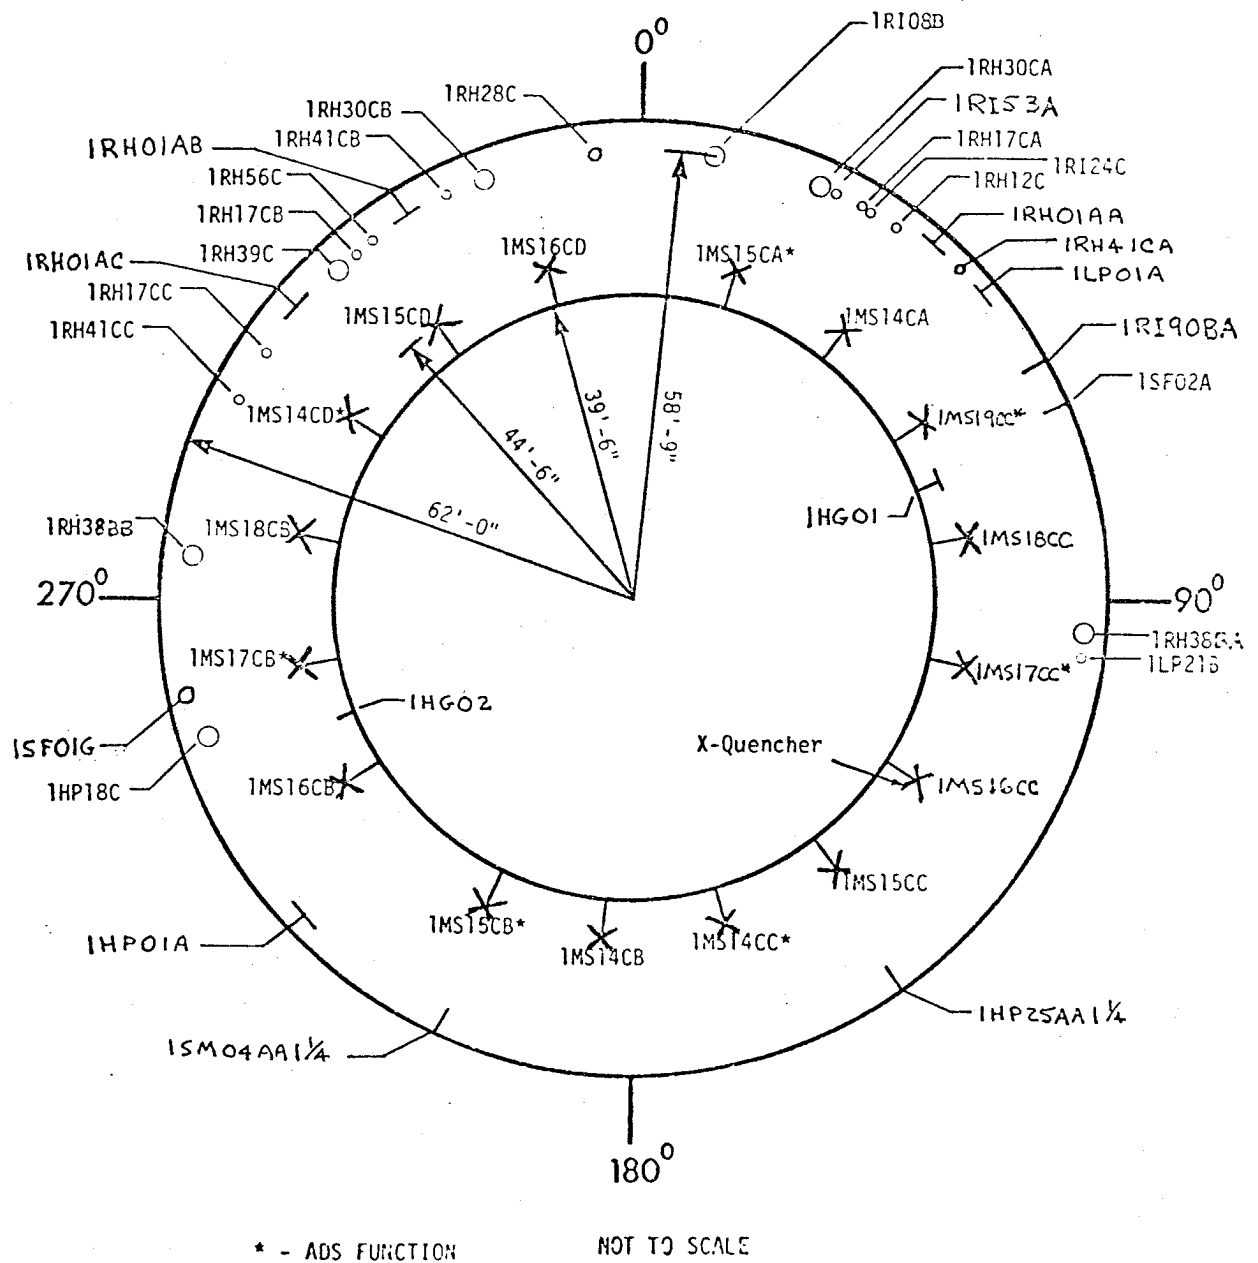 0°
1RI08B
1RH30CA
1RI53A
1RH17CA
1RI24C
1RH12C
1RH01AA
1RH41CA
1LP01A
1RI90BA
1SF02A
1RH28C
1RH30CB
1RH41CB
1RH01AB
1RH56C
1RH17CB
1RH39C
1RH01AC
1RH17CC
1RH41CC
1MS16CD
1MS15CA*
1MS15CD
1MS14CA
1MS14CD*
1MS19CC*
39'-6"
58'-9"
44'-6"
62'-0"
1HG01
1RH38BB
1MS18CB
1MS18CC
270°
90°
1RH38BA
1LP21B
1MS17CB*
1MS17CC*
1HG02
1SF01G
X-Quencher
1HP18C
1MS16CB
1MS16CC
1MS15CC
1HP01A
1MS15CB*
1MS14CB
1MS14CC*
1HP25AA1¼
1SM04AA1¼
180°
* - ADS FUNCTION
NOT TO SCALE